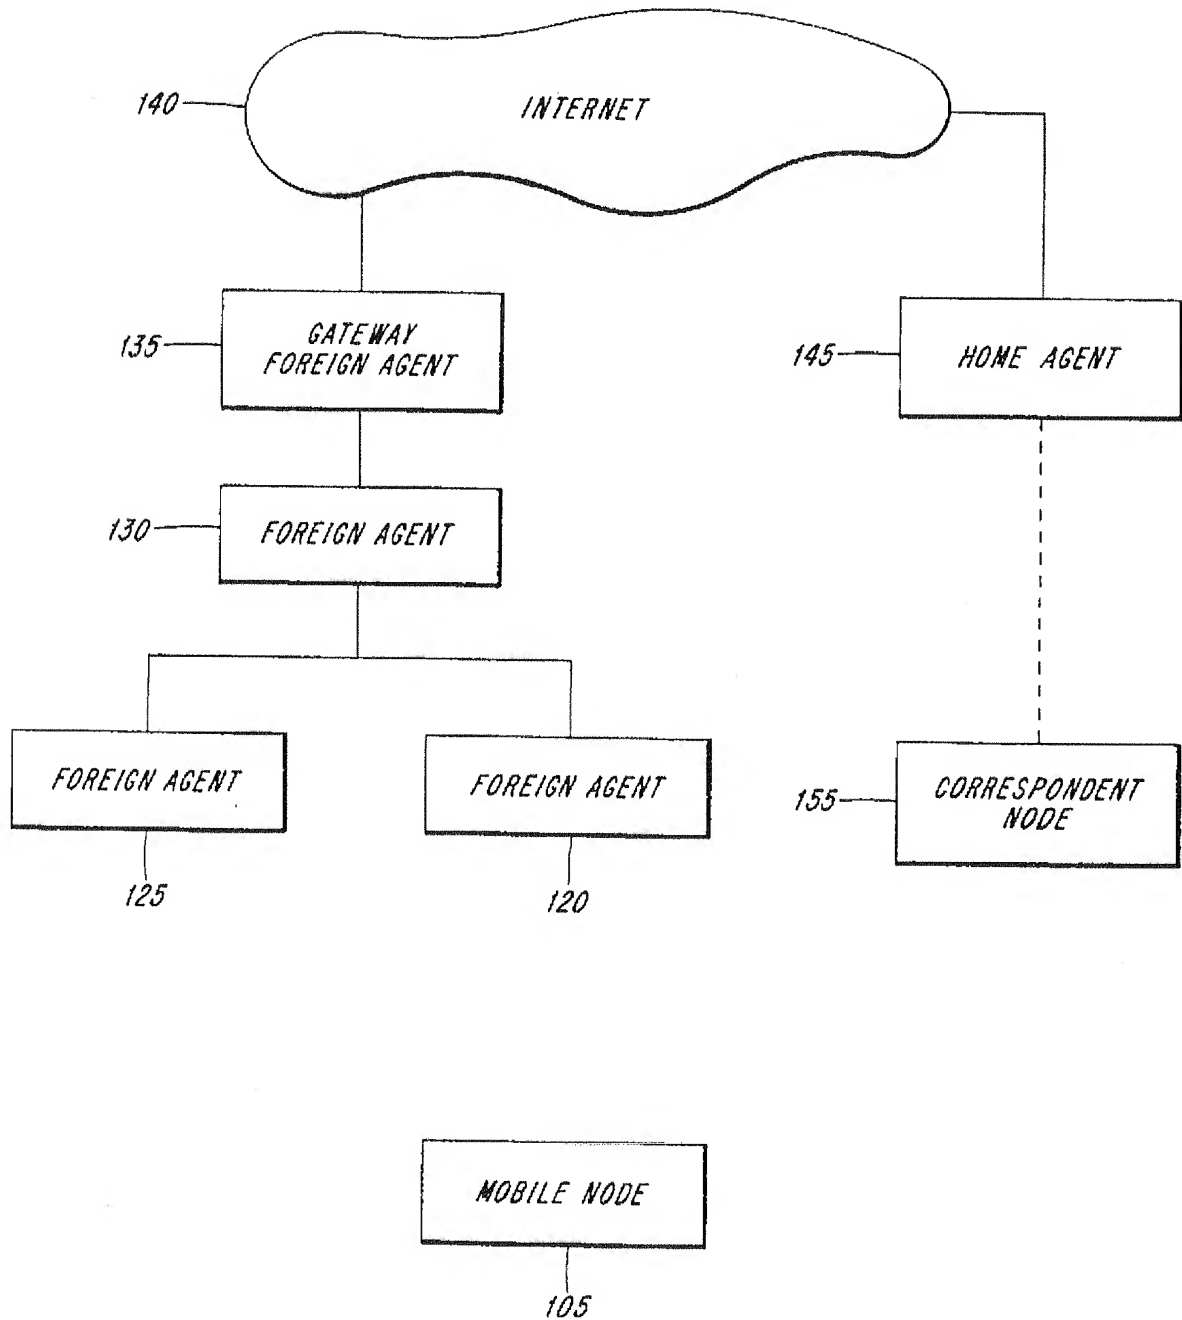 140
INTERNET
135
GATEWAY
FOREIGN AGENT
145
HOME AGENT
130
FOREIGN AGENT
FOREIGN AGENT
FOREIGN AGENT
155
CORRESPONDENT
NODE
125
120
MOBILE NODE
105